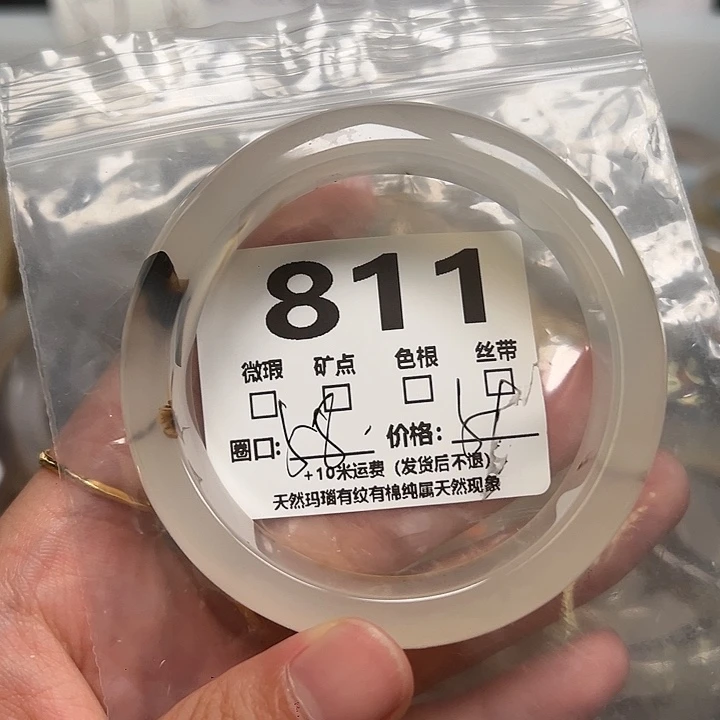 811
微瑕 矿点 色根 丝带
圈口: 58 价格:
+10米运费（发货后不退）
天然玛瑙有纹有棉纯属天然现象